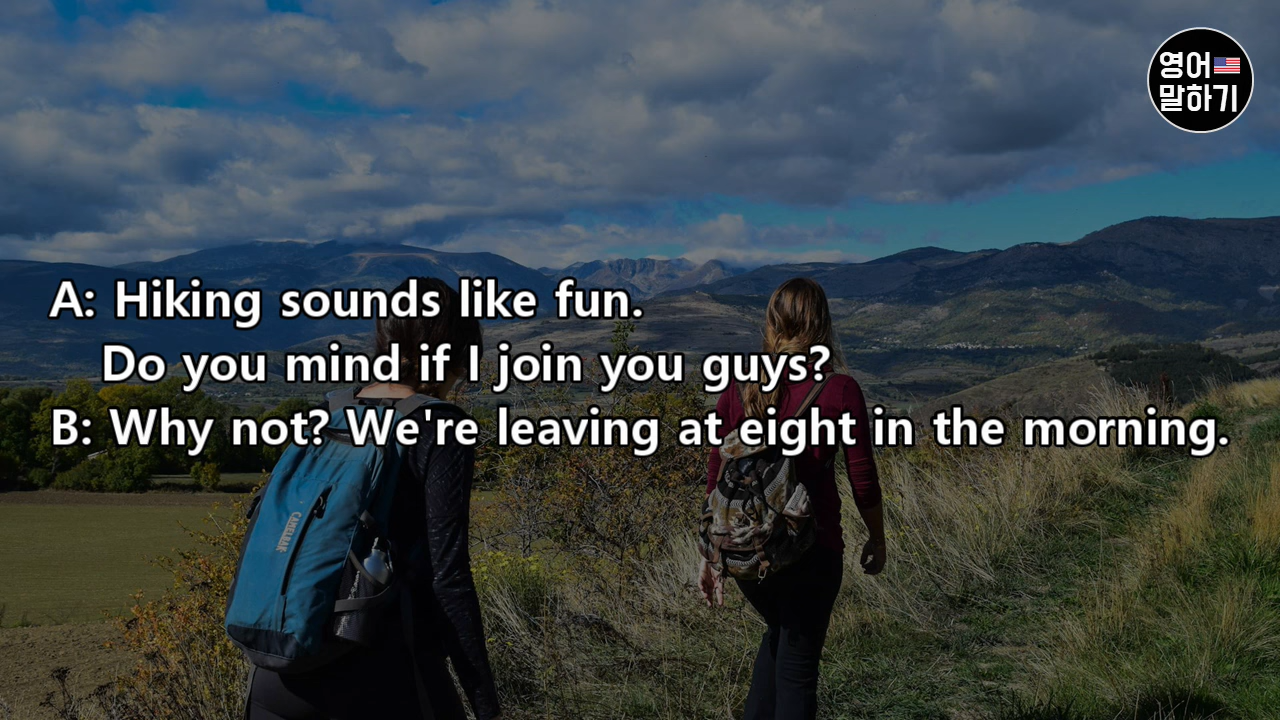 영어
말하기
A: Hiking sounds like fun.
Do you mind if I join you guys?
B: Why not? We're leaving at eight in the morning.
CAMELBAK